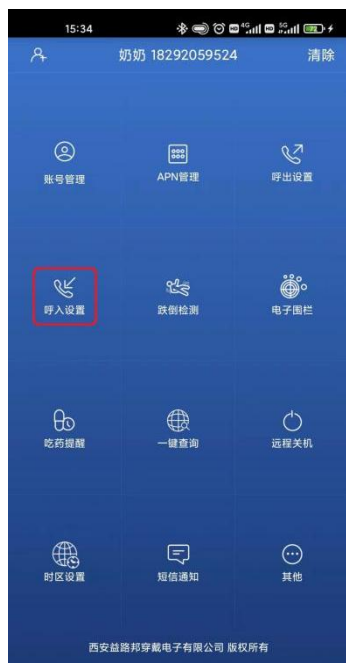 15:34
4G
5G
奶奶 18292059524
清除
账号管理
APN管理
呼出设置
呼入设置
跌倒检测
电子围栏
吃药提醒
一键查询
远程关机
时区设置
短信通知
其他
西安益路邦穿戴电子有限公司 版权所有